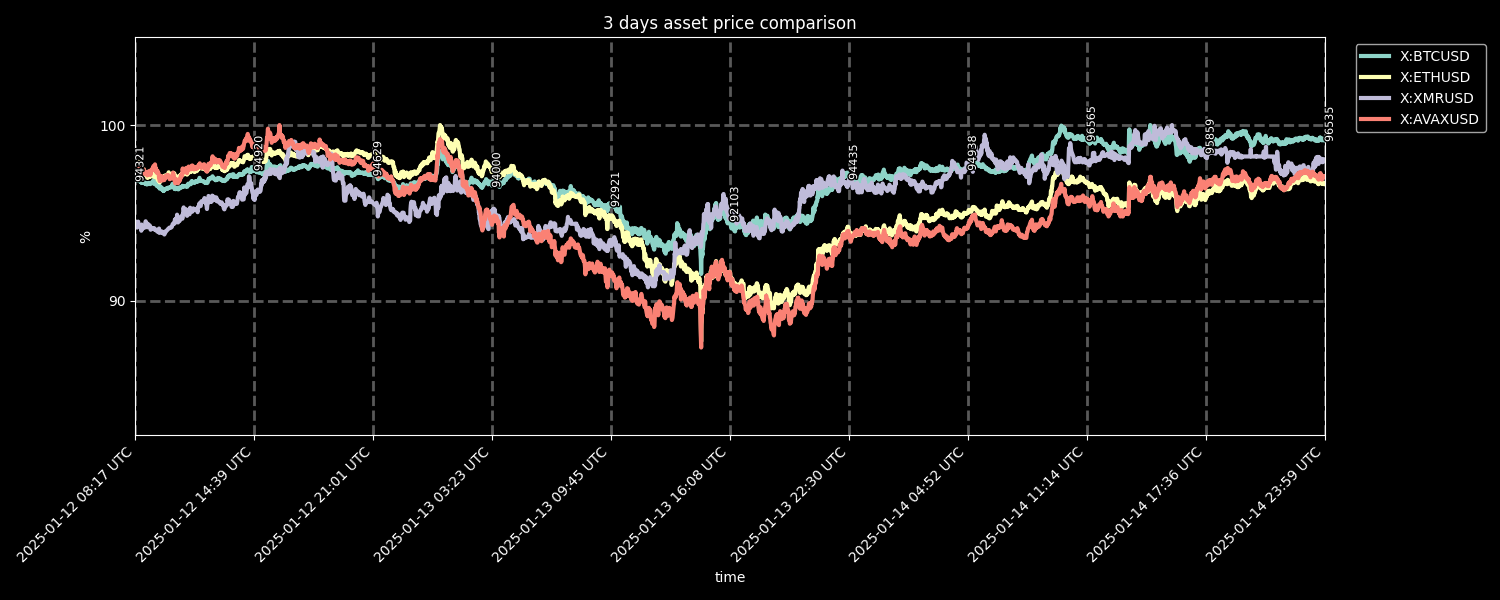 3 days asset price comparison
X:BTCUSD
X:ETHUSD
X:XMRUSD
X:AVAXUSD
100
90
%
94321
94920
94629
94000
92921
92103
94435
94938
96565
95859
96535
2025-01-12 08:17 UTC
2025-01-12 14:39 UTC
2025-01-12 21:01 UTC
2025-01-13 03:23 UTC
2025-01-13 09:45 UTC
2025-01-13 16:08 UTC
2025-01-13 22:30 UTC
2025-01-14 04:52 UTC
2025-01-14 11:14 UTC
2025-01-14 17:36 UTC
2025-01-14 23:59 UTC
time